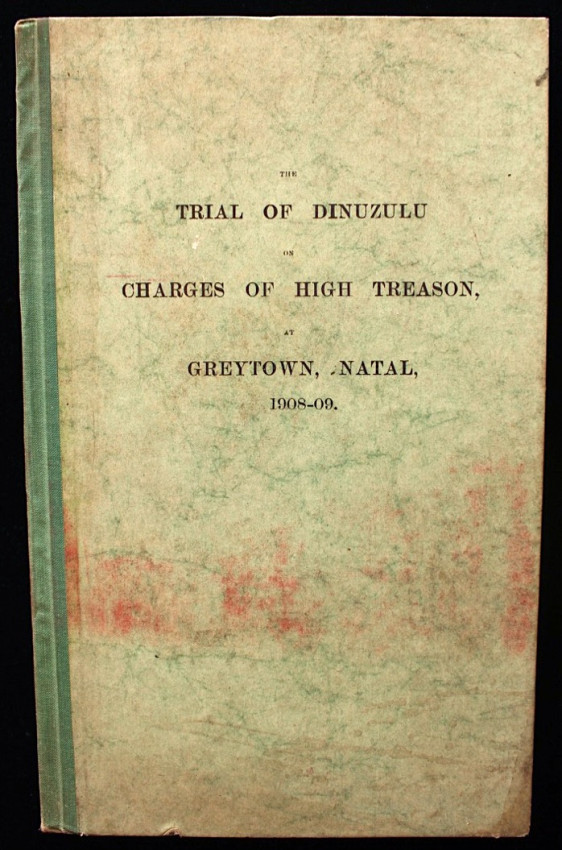 THE
TRIAL OF DINUZULU
ON
CHARGES OF HIGH TREASON,
AT
GREYTOWN, NATAL,
1908-09.